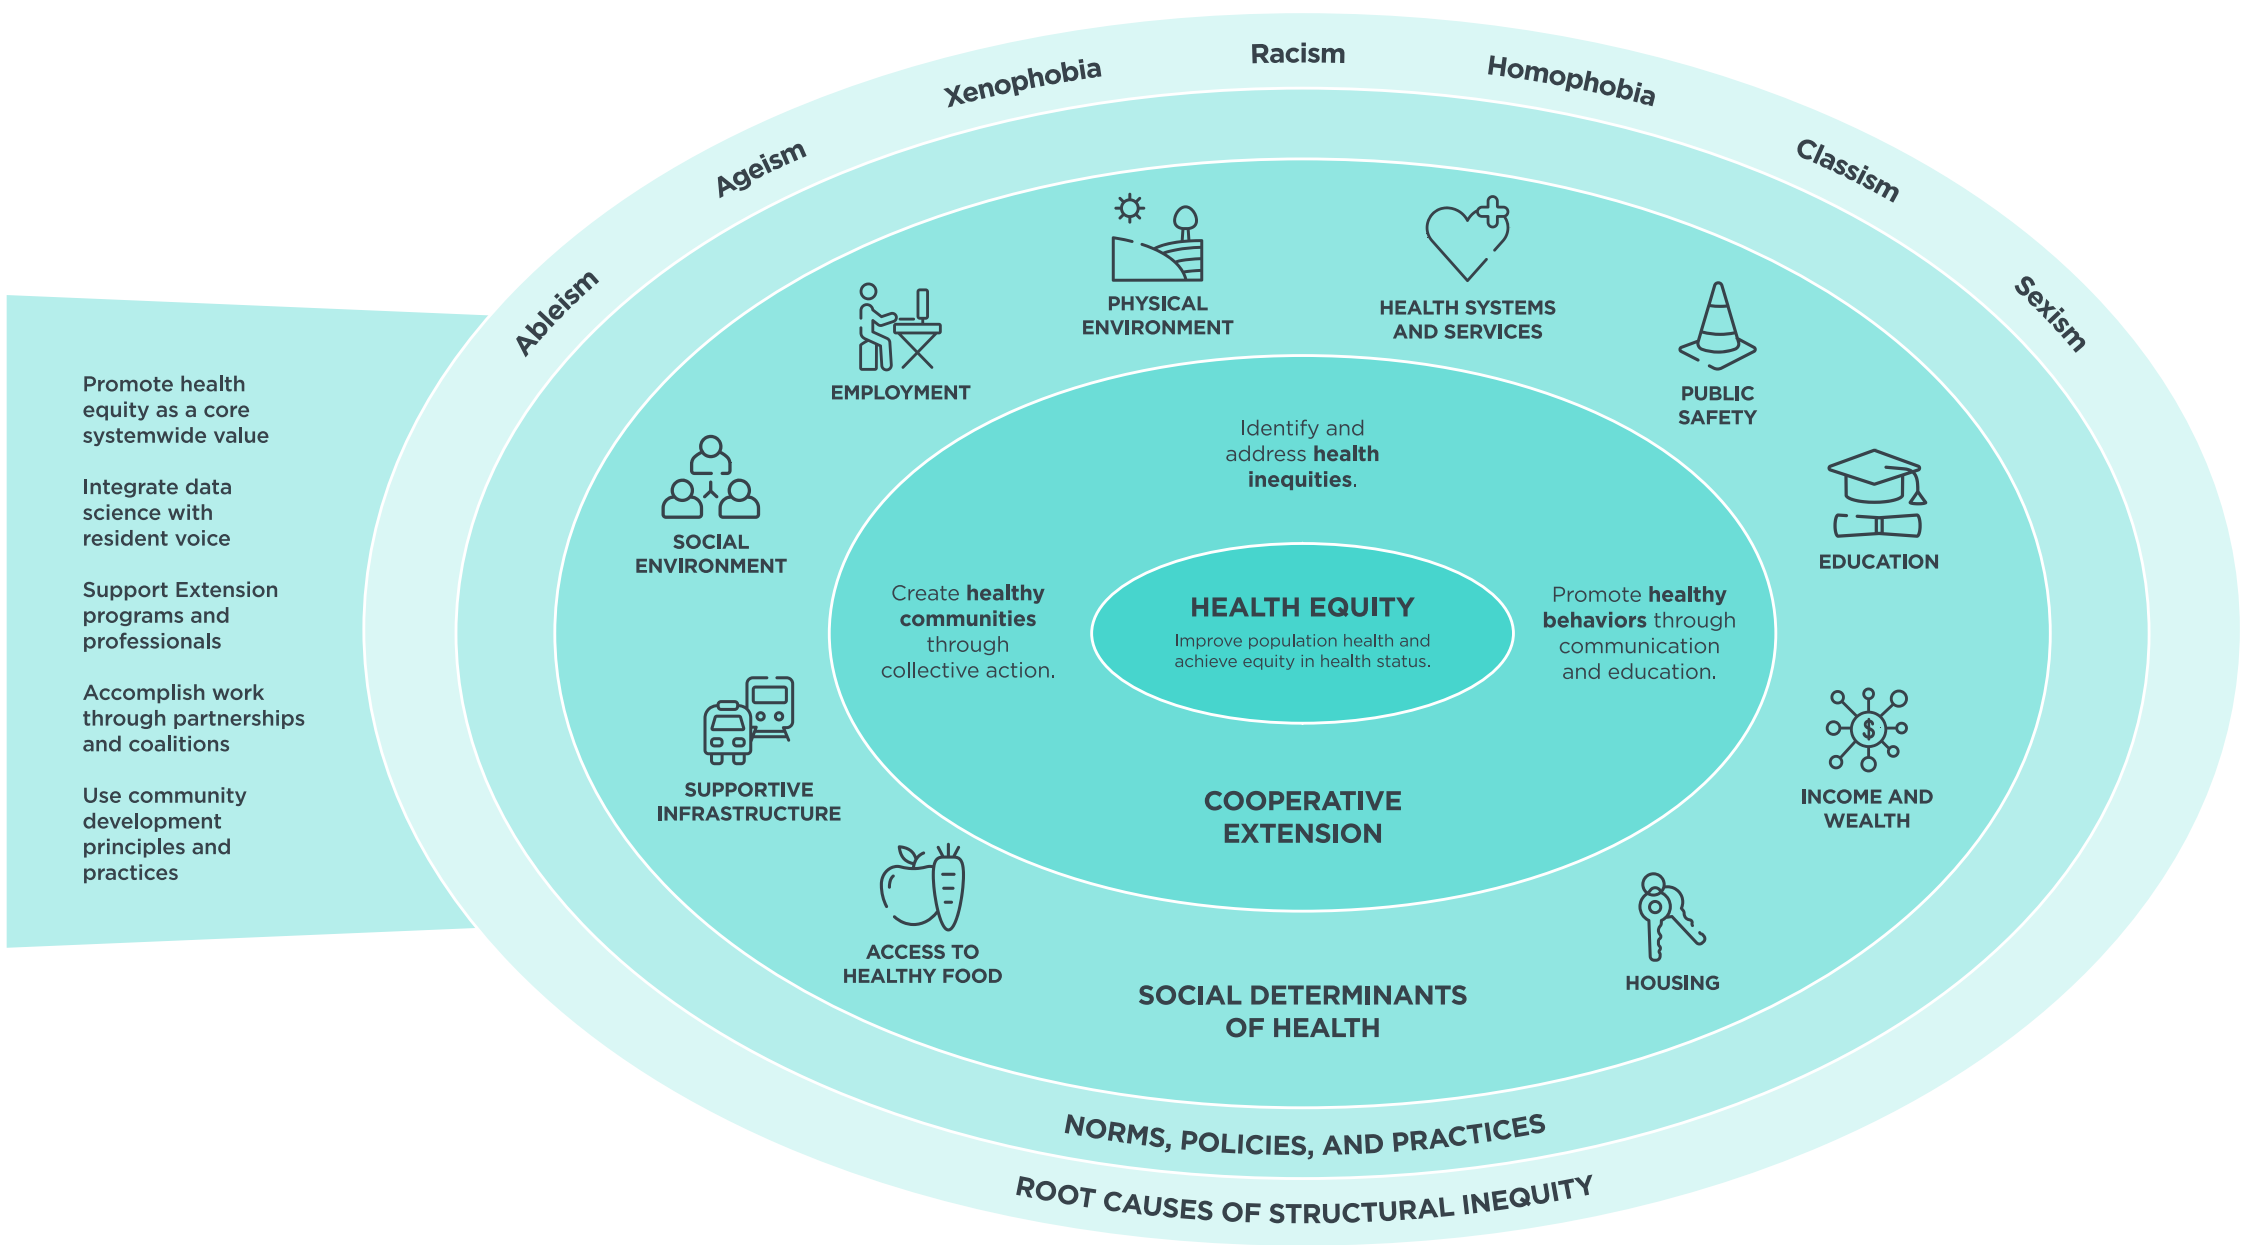 Racism
Xenophobia
Homophobia
Ageism
Classism
Ableism
Sexism
Promote health
equity as a core
systemwide value
Integrate data
science with
resident voice
Support Extension
programs and
professionals
Accomplish work
through partnerships
and coalitions
Use community
development
principles and
practices
PHYSICAL
ENVIRONMENT
HEALTH SYSTEMS
AND SERVICES
EMPLOYMENT
PUBLIC
SAFETY
SOCIAL
ENVIRONMENT
EDUCATION
SUPPORTIVE
INFRASTRUCTURE
$
INCOME AND
WEALTH
ACCESS TO
HEALTHY FOOD
HOUSING
Identify and
address health
inequities.
Create healthy
communities
through
collective action.
HEALTH EQUITY
Improve population health and
achieve equity in health status.
Promote healthy
behaviors through
communication
and education.
COOPERATIVE
EXTENSION
SOCIAL DETERMINANTS
OF HEALTH
NORMS, POLICIES, AND PRACTICES
ROOT CAUSES OF STRUCTURAL INEQUITY